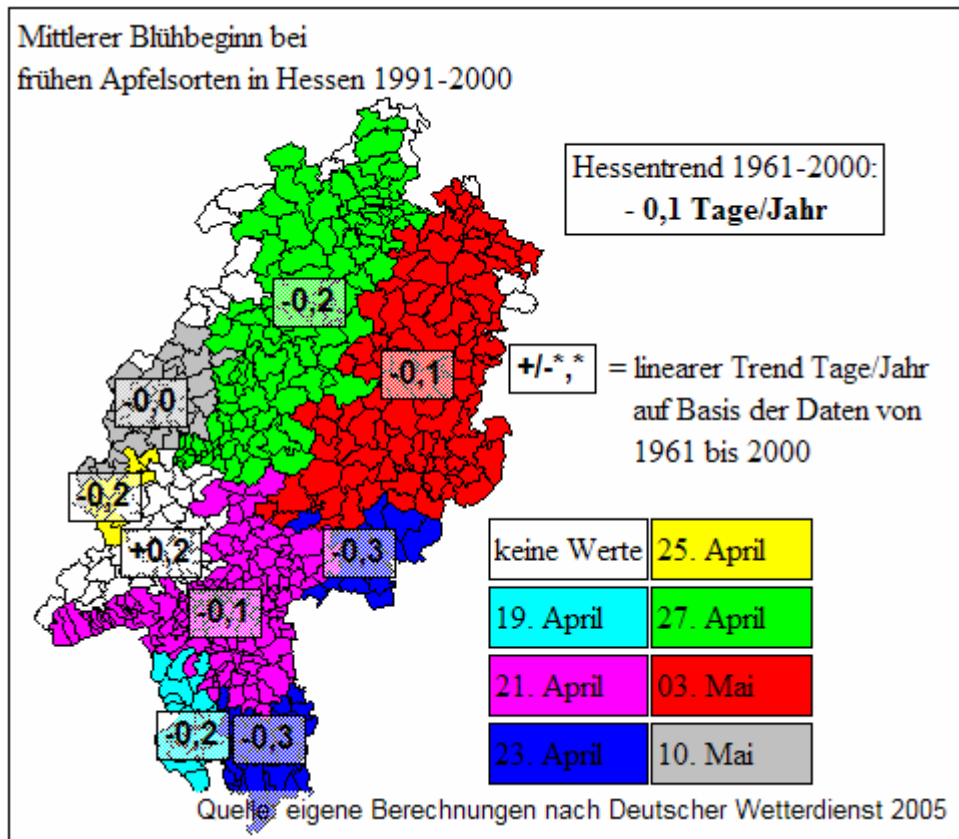 Mittlerer Blühbeginn bei
frühen Apfelsorten in Hessen 1991-2000
Hessentrend 1961-2000:
- 0,1 Tage/Jahr
-0,2
-0,1
+/-*,* = linearer Trend Tage/Jahr
auf Basis der Daten von
1961 bis 2000
-0,0
-0,2
+0,2
-0,3
-0,1
-0,2
-0,3
keine Werte
25. April
19. April
27. April
21. April
03. Mai
23. April
10. Mai
Quelle: eigene Berechnungen nach Deutscher Wetterdienst 2005